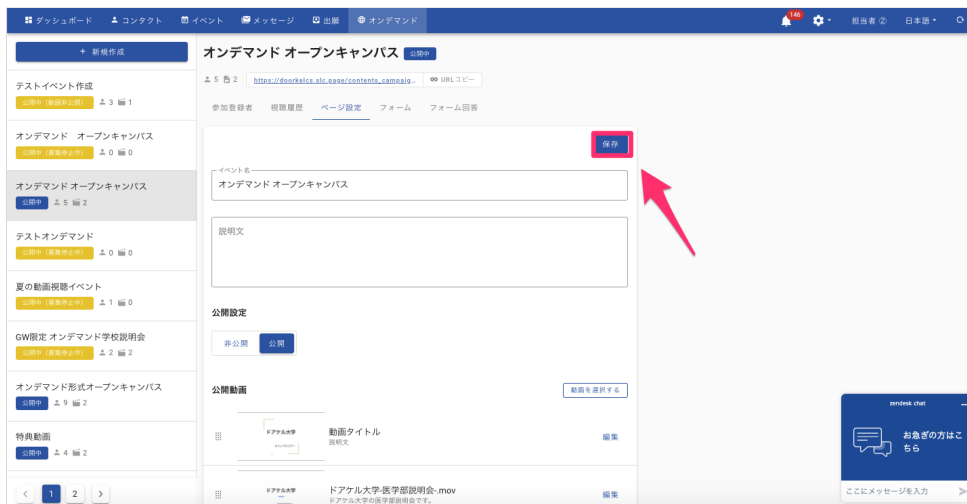 ダッシュボード コンタクト イベント メッセージ 出願 オンデマンド 146 担当者 ② 日本語
+ 新規作成
テストイベント作成
公開中 (動画非公開) 3 1
オンデマンド オープンキャンパス
公開中 (募集停止中) 0 0
オンデマンド オープンキャンパス
公開中 5 2
テストオンデマンド
公開中 (募集停止中) 0 0
夏の動画視聴イベント
公開中 (募集停止中) 1 0
GW限定 オンデマンド学校説明会
公開中 (募集停止中) 2 2
オンデマンド形式オープンキャンパス
公開中 9 2
特典動画
公開中 4 2
< 1 2 >
オンデマンド オープンキャンパス 公開中
5 2 https://doorkelcs.slc.page/contents_campaig… URLコピー
参加登録者 視聴履歴 ページ設定 フォーム フォーム回答
保存
イベント名
オンデマンド オープンキャンパス
説明文
公開設定
非公開 公開
公開動画 動画を選択する
ドアケル大学
動画タイトル
説明文
編集
ドアケル大学
ドアケル大学-医学部説明会-.mov
ドアケル大学の医学部説明会です。
編集
zendesk chat
お急ぎの方はこ
ちら
ここにメッセージを入力